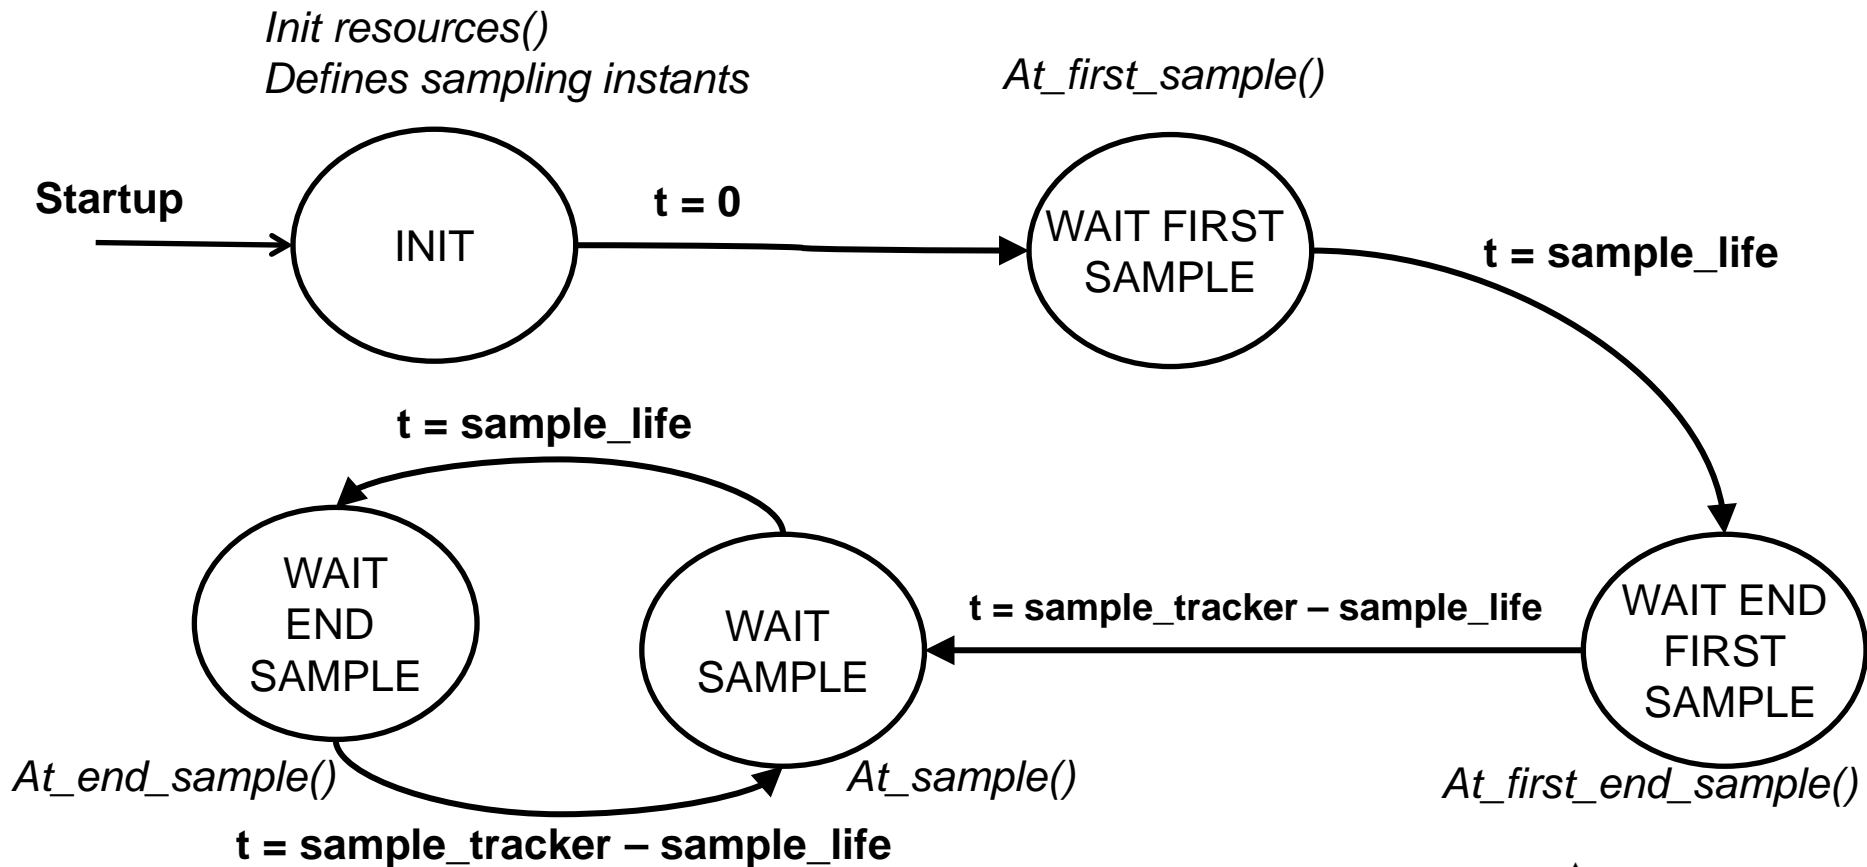 Init resources()
Defines sampling instants
At_first_sample()
Startup
INIT
t = 0
WAIT FIRST
SAMPLE
t = sample_life
t = sample_life
WAIT
END
SAMPLE
WAIT
SAMPLE
t = sample_tracker – sample_life
WAIT END
FIRST
SAMPLE
At_end_sample()
At_sample()
At_first_end_sample()
t = sample_tracker – sample_life